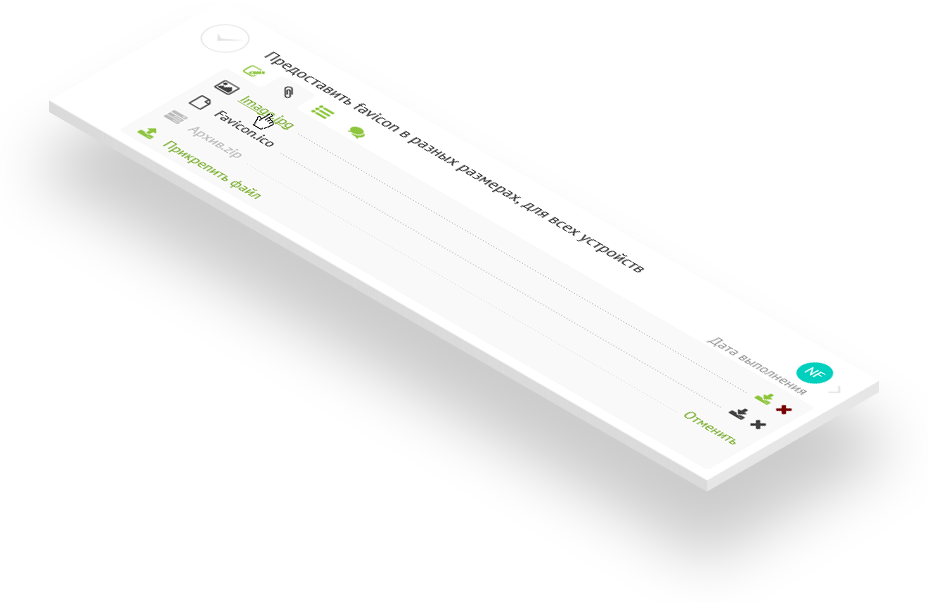 Предоставить favicon в разных размерах, для всех устройств
Дата выполнения
NF
Image.jpg
Favicon.ico
Архив.zip
Отменить
Прикрепить файл